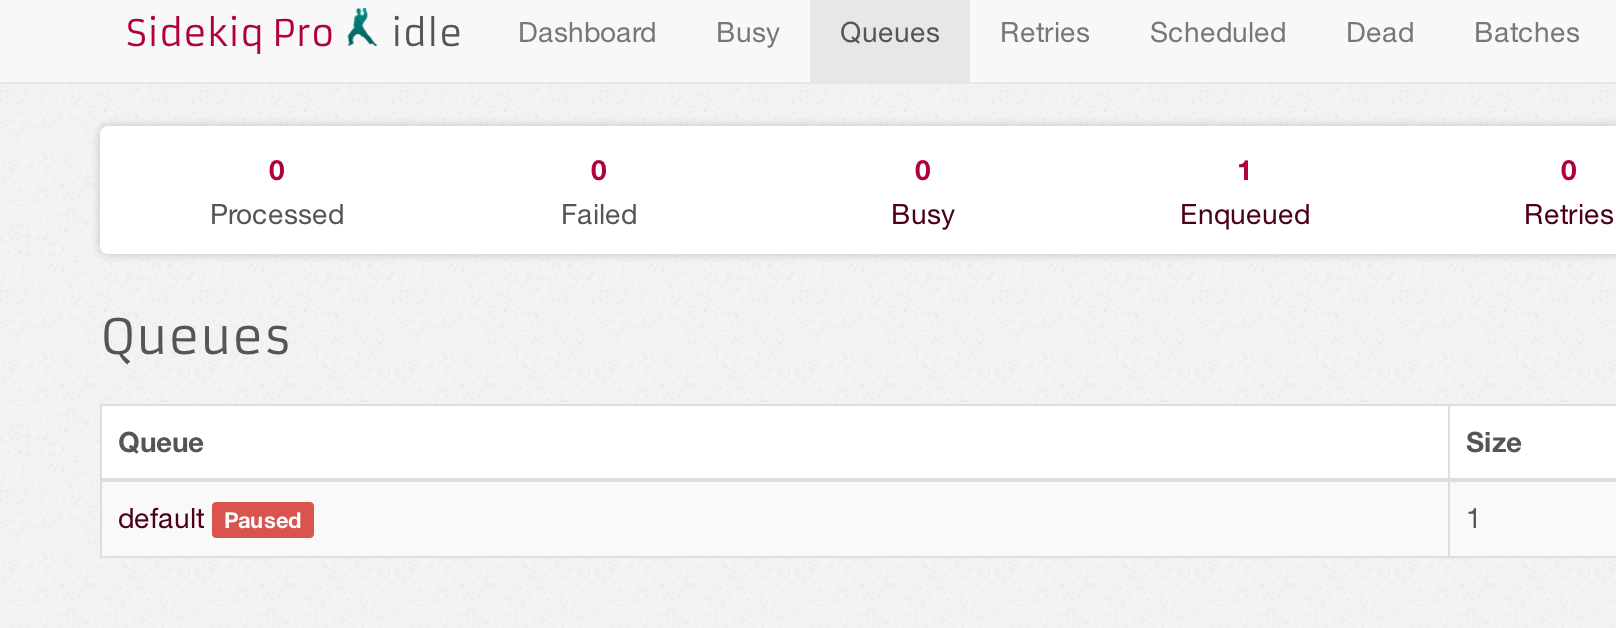 Sidekiq Pro idle Dashboard Busy Queues Retries Scheduled Dead Batches
0 0 0 1 0
Processed Failed Busy Enqueued Retries
Queues
Queue Size
default Paused 1